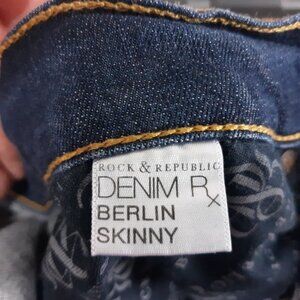 ROCK & REPUBLIC
DENIM Rx
BERLIN
SKINNY